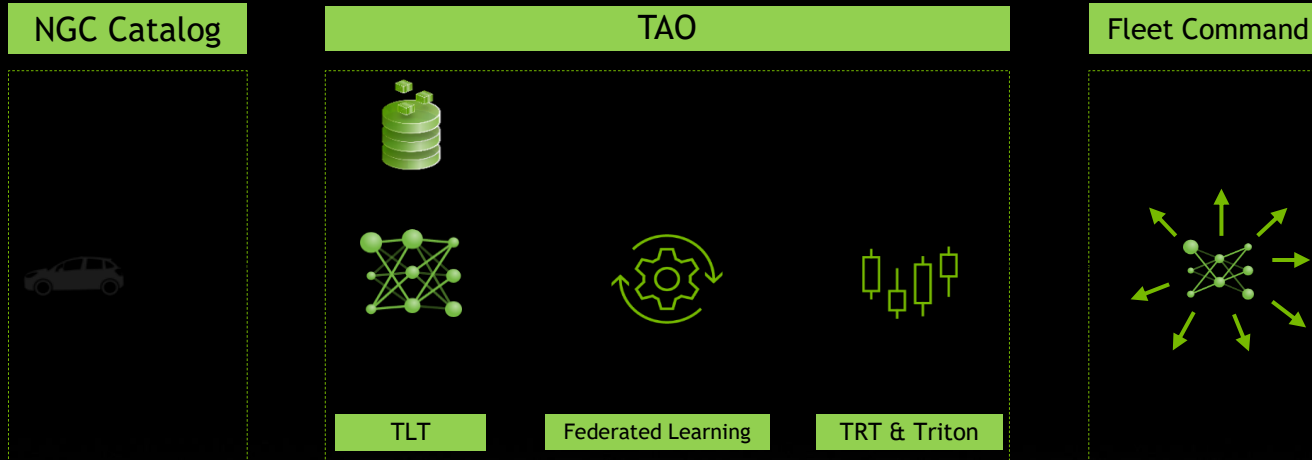 NGC Catalog
TAO
Fleet Command
TLT
Federated Learning
TRT & Triton